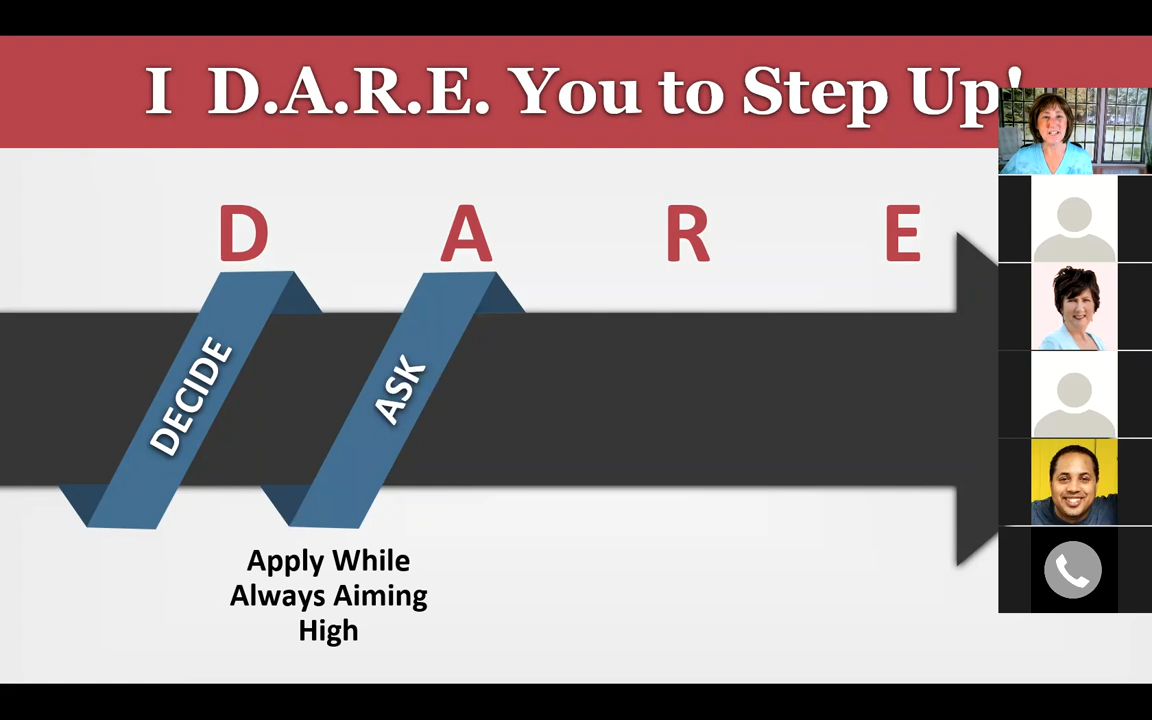 I D.A.R.E. You to Step Up!
D A R E
DECIDE
ASK
Apply While
Always Aiming
High